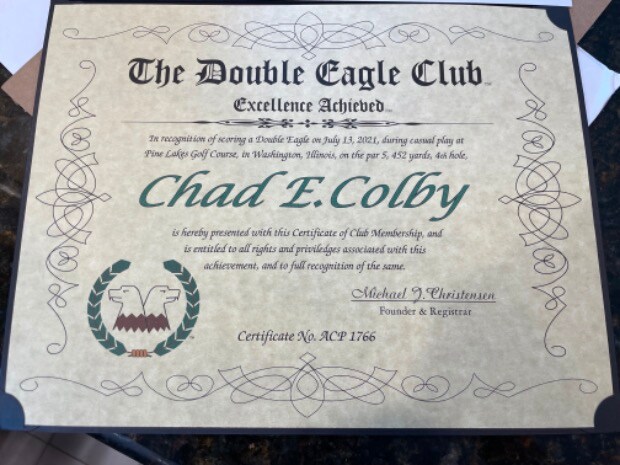 The Double Eagle Club™
Excellence Achieved™
In recognition of scoring a Double Eagle on July 13, 2021, during casual play at
Pine Lakes Golf Course, in Washington, Illinois, on the par 5, 452 yards, 4th hole,
Chad E.Colby
is hereby presented with this Certificate of Club Membership, and
is entitled to all rights and priviledges associated with this
achievement, and to full recognition of the same.
Michael J. Christensen
Founder & Registrar
Certificate No. ACP 1766